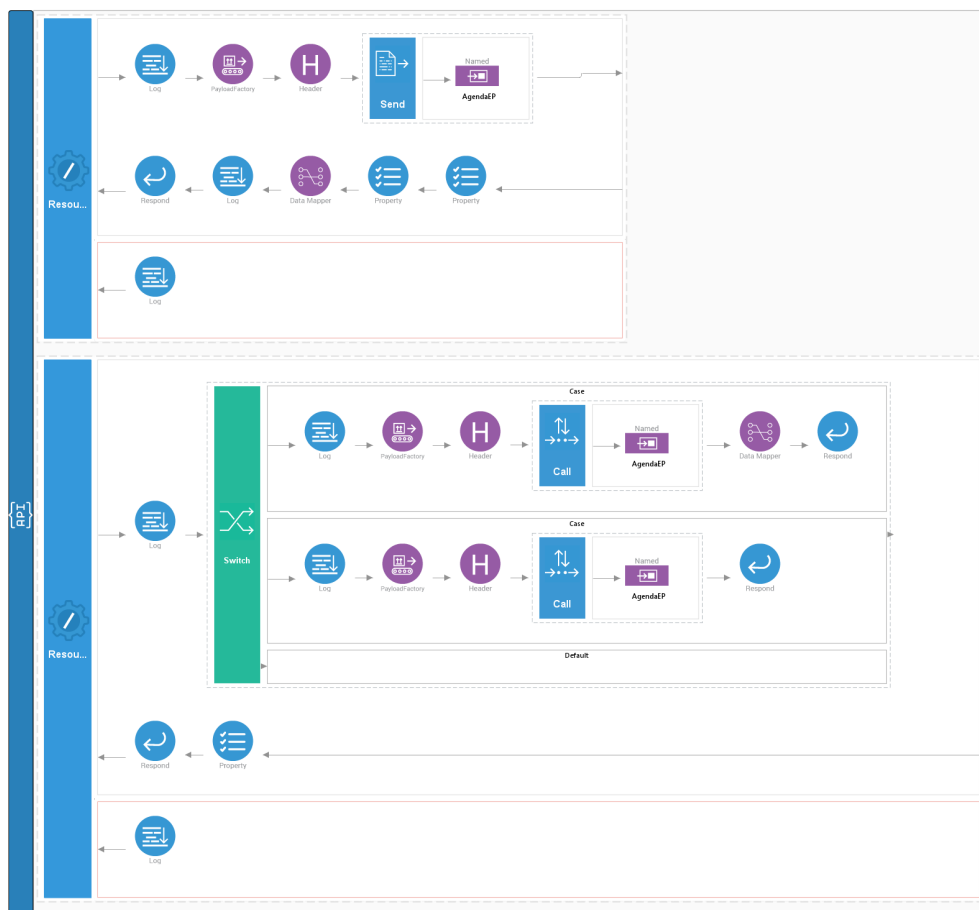 {API}
Resou...
Log
PayloadFactory
Header
Send
Named
AgendaEP
Respond
Log
Data Mapper
Property
Property
Log
Resou...
Log
Switch
Case
Log
PayloadFactory
Header
Call
Named
AgendaEP
Data Mapper
Respond
Case
Log
PayloadFactory
Header
Call
Named
AgendaEP
Respond
Default
Respond
Property
Log